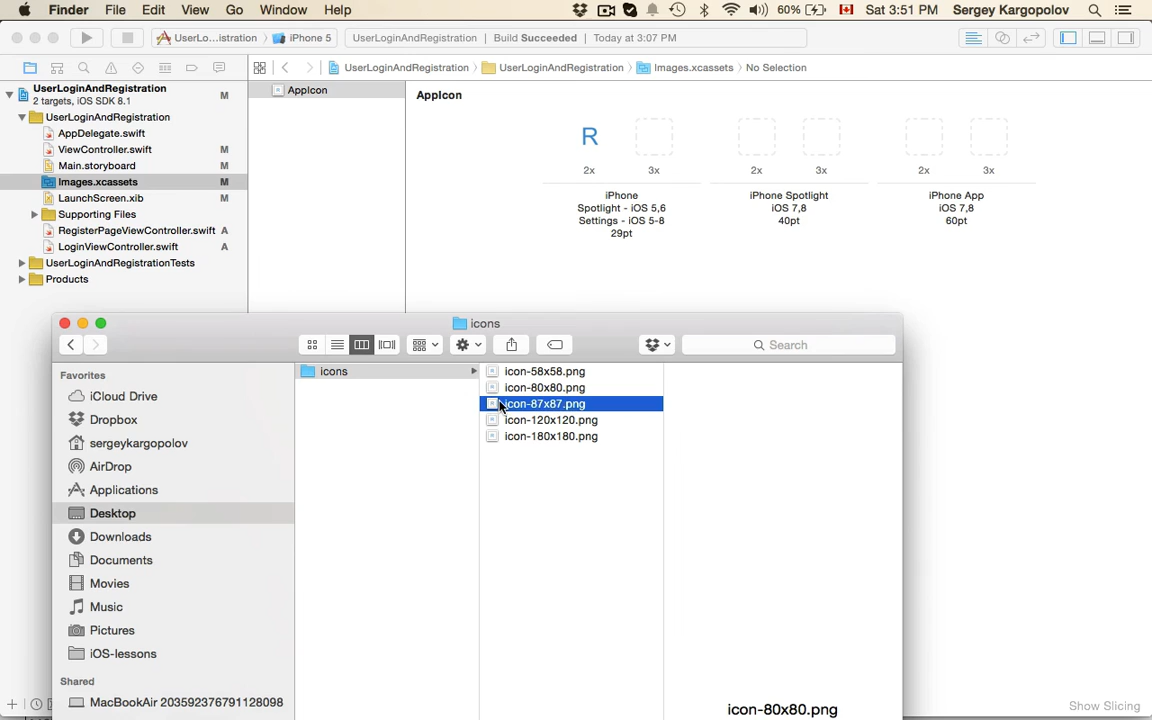 Finder File Edit View Go Window Help 60% Sat 3:51 PM Sergey Kargopolov
UserLo...istration iPhone 5 UserLoginAndRegistration | Build Succeeded | Today at 3:07 PM
UserLoginAndRegistration UserLoginAndRegistration Images.xcassets No Selection
UserLoginAndRegistration M
2 targets, iOS SDK 8.1
UserLoginAndRegistration
AppDelegate.swift
ViewController.swift M
Main.storyboard M
Images.xcassets M
LaunchScreen.xib M
Supporting Files
RegisterPageViewController.swift A
LoginViewController.swift A
UserLoginAndRegistrationTests
Products
AppIcon
AppIcon
R
2x 3x 2x 3x 2x 3x
iPhone
Spotlight - iOS 5,6
Settings - iOS 5-8
29pt
iPhone Spotlight
iOS 7,8
40pt
iPhone App
iOS 7,8
60pt
icons
Search
Favorites
iCloud Drive
Dropbox
sergeykargopolov
AirDrop
Applications
Desktop
Downloads
Documents
Movies
Music
Pictures
iOS-lessons
Shared
MacBookAir 203592376791128098
icons
icon-58x58.png
icon-80x80.png
icon-87x87.png
icon-120x120.png
icon-180x180.png
icon-80x80.png
Show Slicing